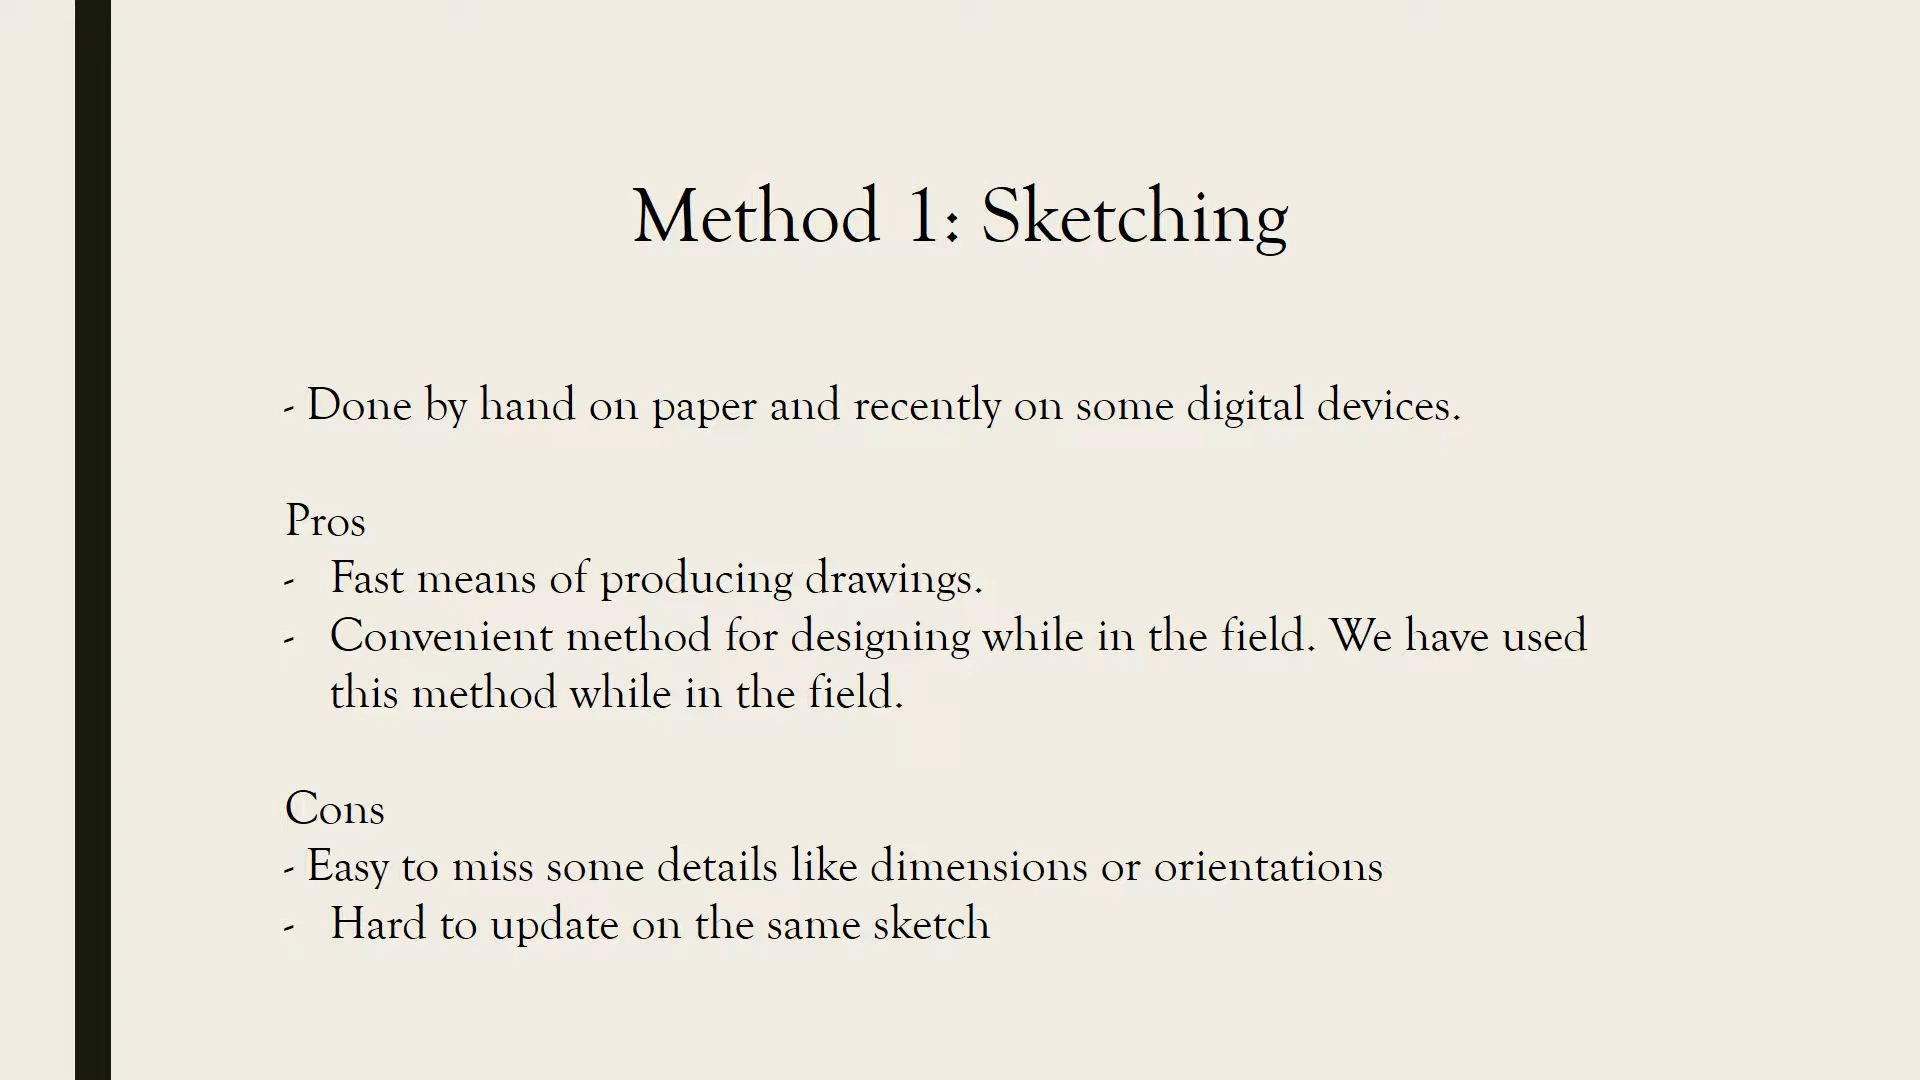 Method 1: Sketching
- Done by hand on paper and recently on some digital devices.
Pros
- Fast means of producing drawings.
- Convenient method for designing while in the field. We have used
this method while in the field.
Cons
- Easy to miss some details like dimensions or orientations
- Hard to update on the same sketch